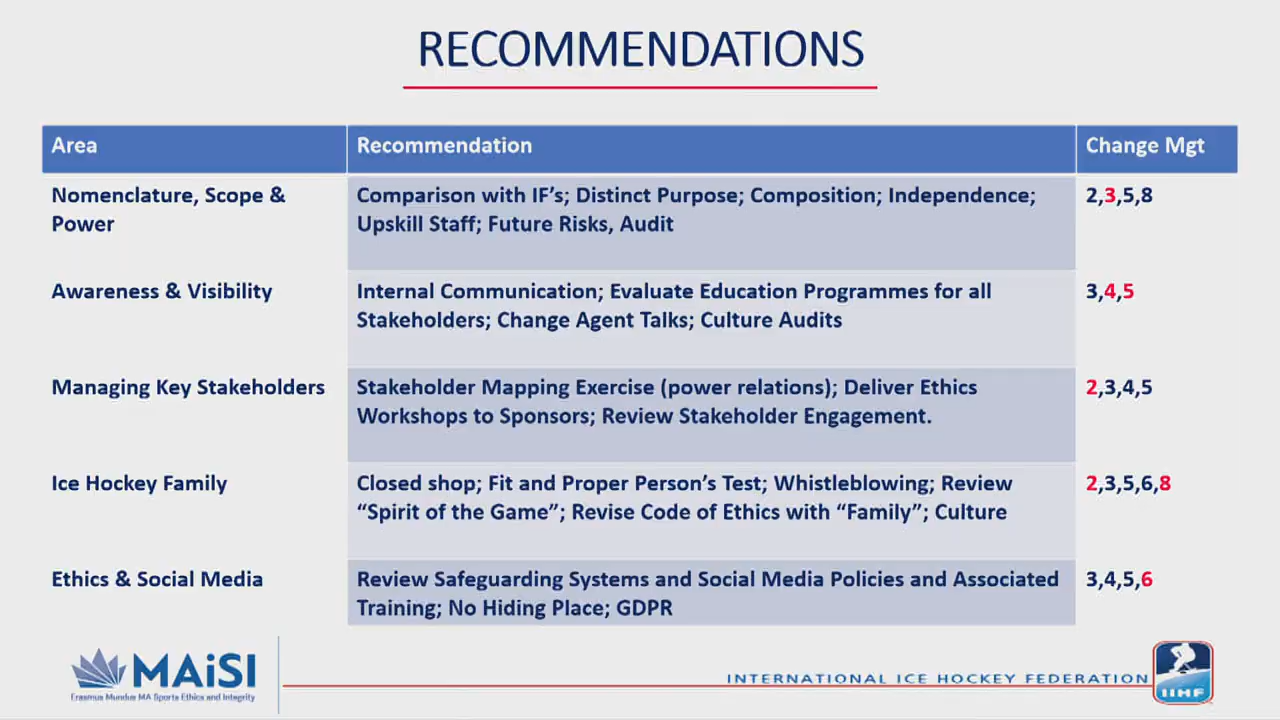 RECOMMENDATIONS
Area
Recommendation
Change Mgt
Nomenclature, Scope &
Power
Comparison with IF's; Distinct Purpose; Composition; Independence;
Upskill Staff; Future Risks, Audit
2,3,5,8
Awareness & Visibility
Internal Communication; Evaluate Education Programmes for all
Stakeholders; Change Agent Talks; Culture Audits
3,4,5
Managing Key Stakeholders
Stakeholder Mapping Exercise (power relations); Deliver Ethics
Workshops to Sponsors; Review Stakeholder Engagement.
2,3,4,5
Ice Hockey Family
Closed shop; Fit and Proper Person's Test; Whistleblowing; Review
“Spirit of the Game”; Revise Code of Ethics with “Family”; Culture
2,3,5,6,8
Ethics & Social Media
Review Safeguarding Systems and Social Media Policies and Associated
Training; No Hiding Place; GDPR
3,4,5,6
MAiSI
Erasmus Mundus MA Sports Ethics and Integrity
INTERNATIONAL ICE HOCKEY FEDERATION
IIHF